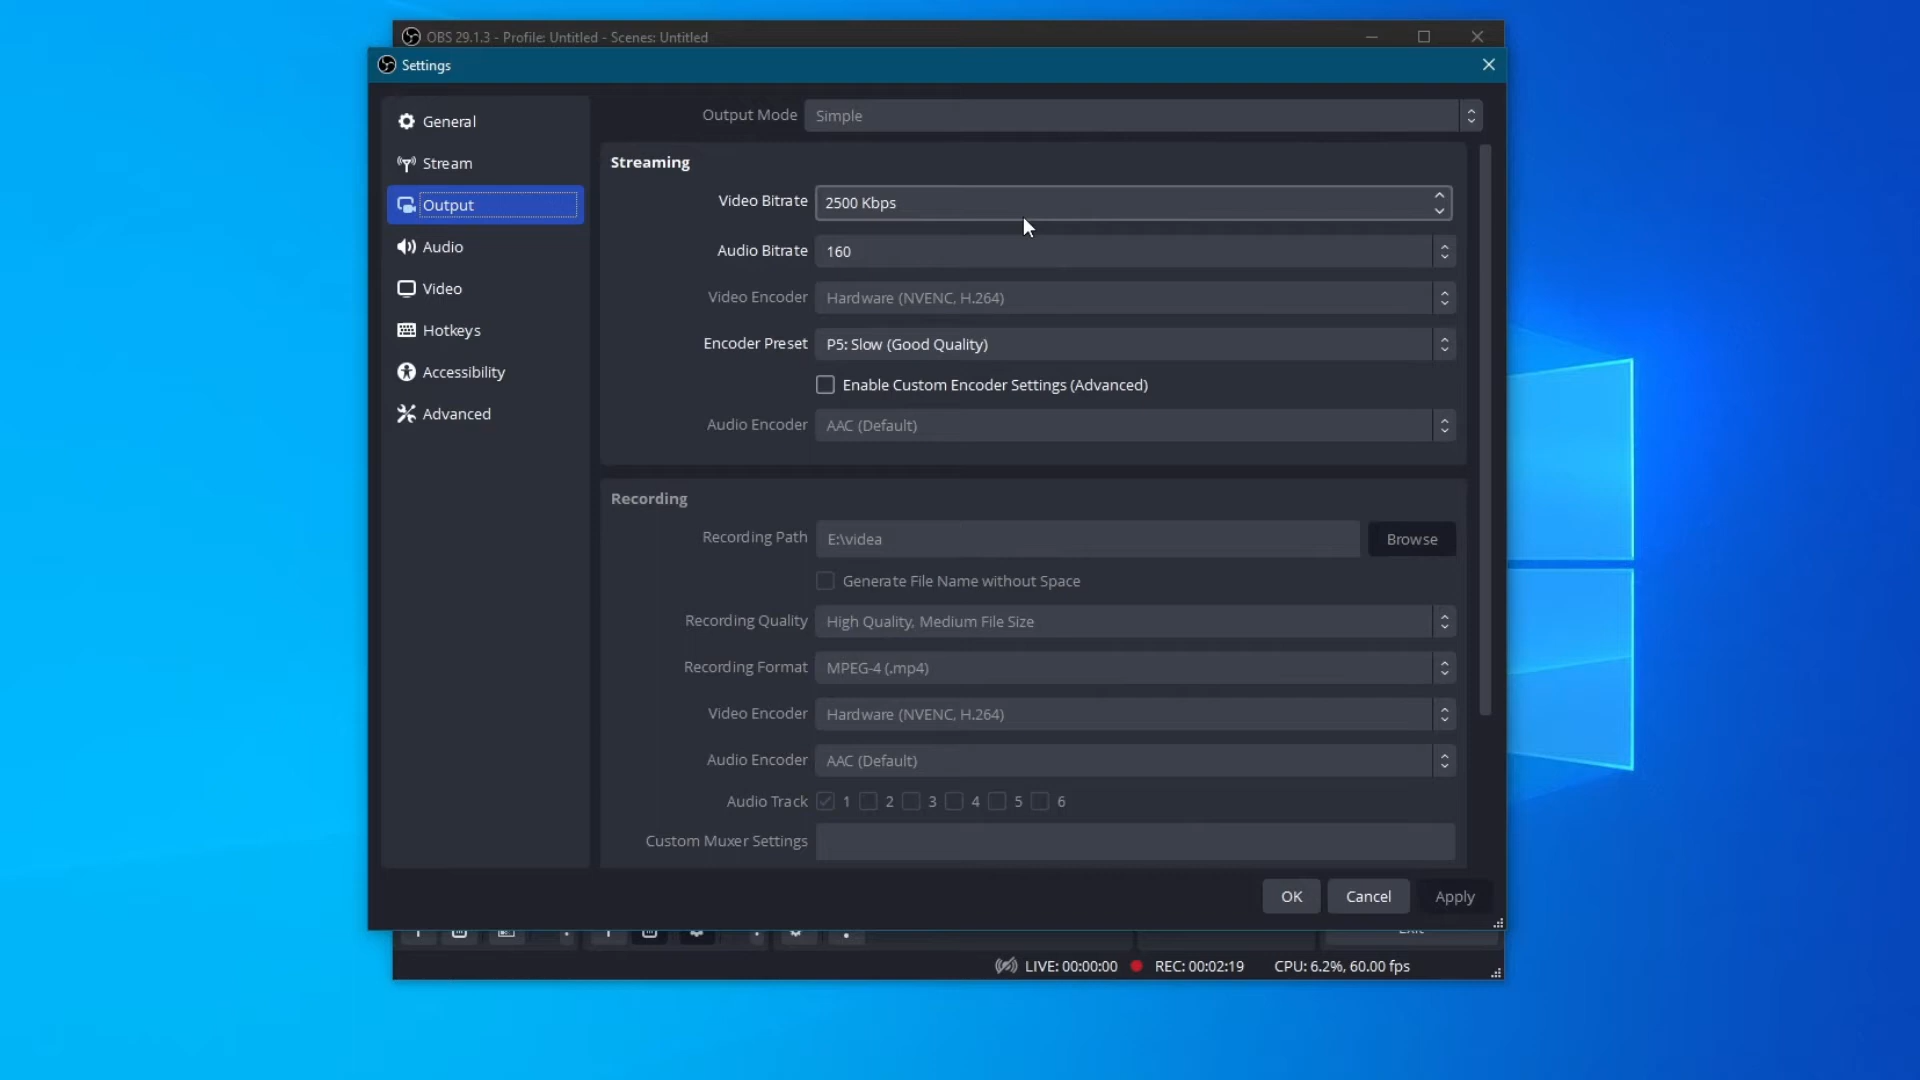 OBS 29.1.3 - Profile: Untitled - Scenes: Untitled
Settings
General
Stream
Output
Audio
Video
Hotkeys
Accessibility
Advanced
Output Mode Simple
Streaming
Video Bitrate 2500 Kbps
Audio Bitrate 160
Video Encoder Hardware (NVENC, H.264)
Encoder Preset P5: Slow (Good Quality)
Enable Custom Encoder Settings (Advanced)
Audio Encoder AAC (Default)
Recording
Recording Path E:\videa Browse
Generate File Name without Space
Recording Quality High Quality, Medium File Size
Recording Format MPEG-4 (.mp4)
Video Encoder Hardware (NVENC, H.264)
Audio Encoder AAC (Default)
Audio Track 1 2 3 4 5 6
Custom Muxer Settings
OK Cancel Apply
LIVE: 00:00:00 REC: 00:02:19 CPU: 6.2%, 60.00 fps